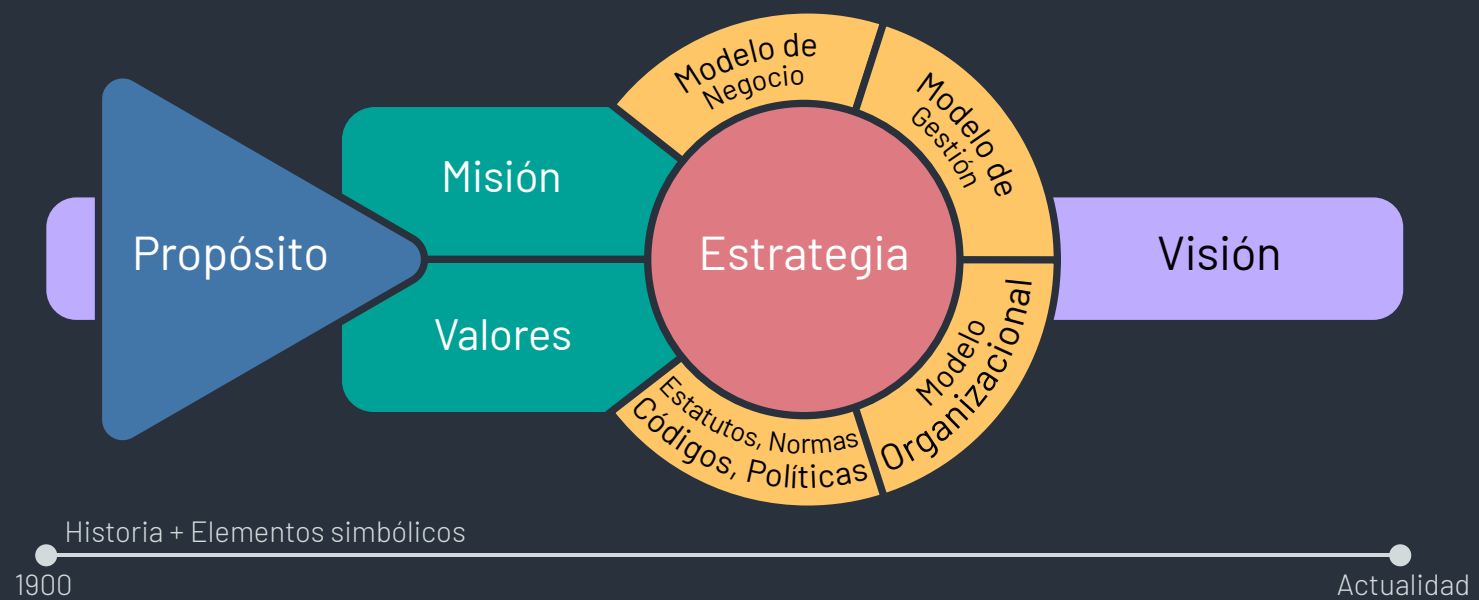 Propósito
Misión
Valores
Estrategia
Modelo de
Negocio
Modelo de
Gestión
Modelo
Organizacional
Estatutos, Normas
Códigos, Políticas
Visión
Historia + Elementos simbólicos
1900
Actualidad